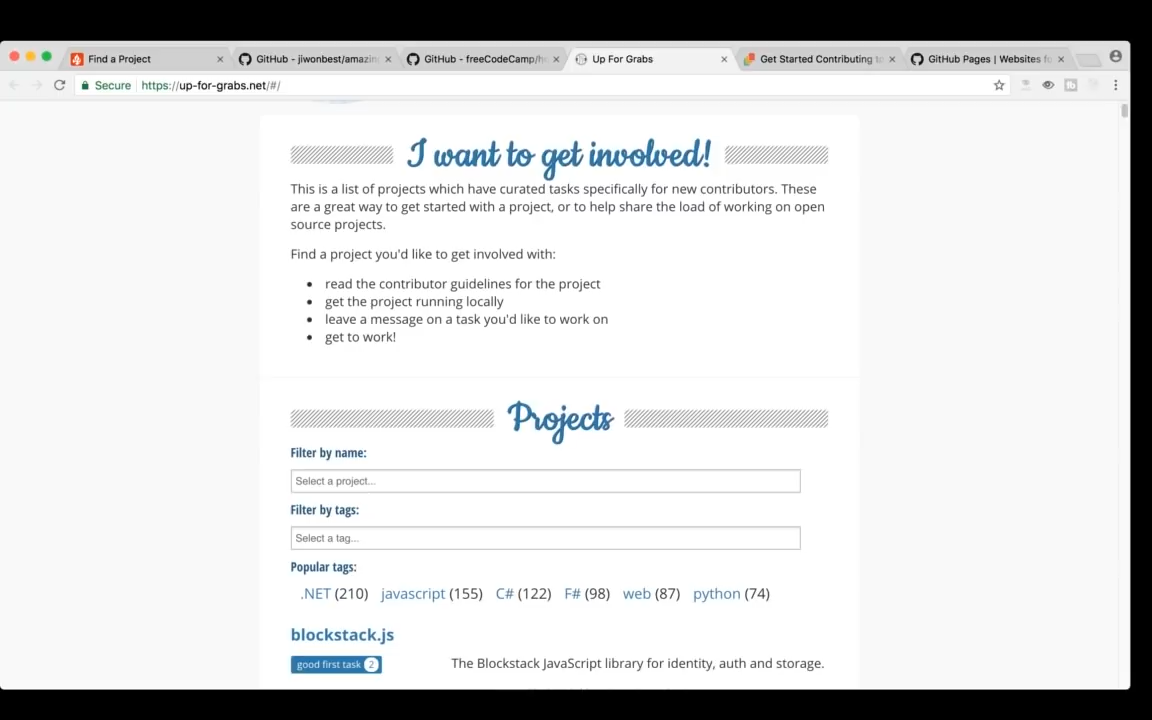 Find a Project
GitHub - jiwonbest/amazin
GitHub - freeCodeCamp/h
Up For Grabs
Get Started Contributing t
GitHub Pages | Websites fo
Secure
https://up-for-grabs.net/#/
I want to get involved!
This is a list of projects which have curated tasks specifically for new contributors. These
are a great way to get started with a project, or to help share the load of working on open
source projects.
Find a project you'd like to get involved with:
• read the contributor guidelines for the project
• get the project running locally
• leave a message on a task you'd like to work on
• get to work!
Projects
Filter by name:
Select a project...
Filter by tags:
Select a tag...
Popular tags:
.NET (210) javascript (155) C# (122) F# (98) web (87) python (74)
blockstack.js
good first task 2
The Blockstack JavaScript library for identity, auth and storage.